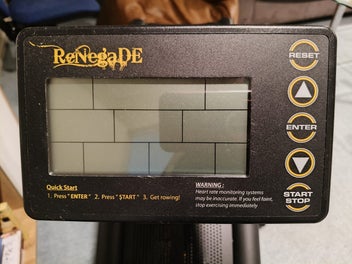 ReNegaDE
RESET
ENTER
START
STOP
Quick Start
1. Press "ENTER" 2. Press "START" 3. Get rowing!
WARNING:
Heart rate monitoring systems
may be inaccurate. If you feel faint,
stop exercising immediately